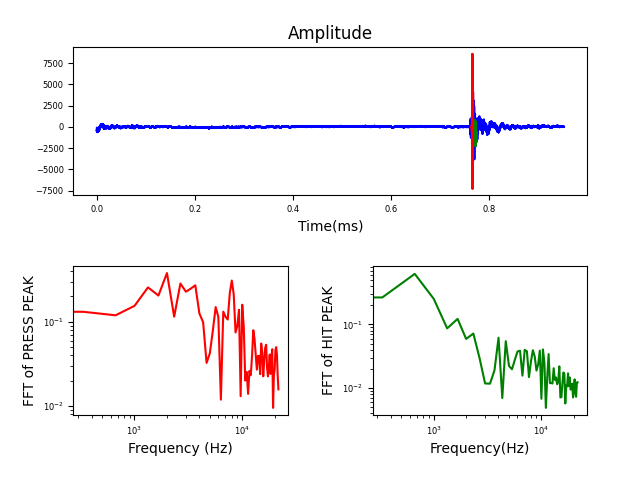 Amplitude
7500
5000
2500
0
−2500
−5000
−7500
0.0 0.2 0.4 0.6 0.8
Time(ms)
FFT of PRESS PEAK
10⁻¹
10⁻²
10³ 10⁴
Frequency (Hz)
FFT of HIT PEAK
10⁻¹
10⁻²
10³ 10⁴
Frequency(Hz)